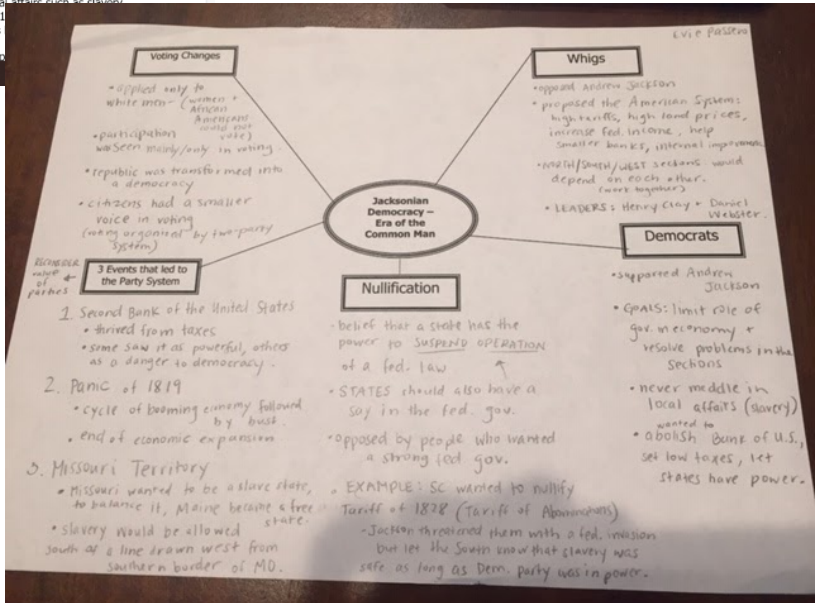 al affairs such as slavery
Evie Passero
Voting Changes
• applied only to
white men - (women +
African
Americans
could not
vote)
• participation
was seen mainly/only in voting.
• republic was transformed into
a democracy
• citizens had a smaller
voice in voting
(voting organized by two-party
system)
Whigs
• opposed Andrew Jackson
• proposed the American System:
high tariffs, high land prices,
increase fed. income, help
smaller banks, internal improvem.
• NORTH/SOUTH/WEST sections would
depend on each other.
(work together)
• LEADERS: Henry Clay + Daniel
Webster.
Jacksonian
Democracy –
Era of the
Common Man
3 Events that led to
the Party System
value
of
parties
1. Second Bank of the United States
• thrived from taxes
• some saw it as powerful, others
as a danger to democracy.
2. Panic of 1819
• cycle of booming economy followed
by bust.
• end of economic expansion
3. Missouri Territory
• Missouri wanted to be a slave state,
to balance it, Maine became a free
state.
• slavery would be allowed
south of a line drawn west from
southern border of MO.
Nullification
• belief that a state has the
power to SUSPEND OPERATION
of a fed. law
• STATES should also have a
say in the fed. gov.
• opposed by people who wanted
a strong fed gov.
• EXAMPLE: SC wanted to nullify
Tariff of 1828 (Tariff of Abominations)
- Jackson threatened them with a fed. invasion
but let the South know that slavery was
safe as long as Dem. party was in power.
Democrats
• supported Andrew
Jackson
• GOALS: limit role of
gov. in economy +
resolve problems in the
sections
• never meddle in
local affairs (slavery)
wanted to
• abolish Bank of U.S.,
set low taxes, let
states have power.